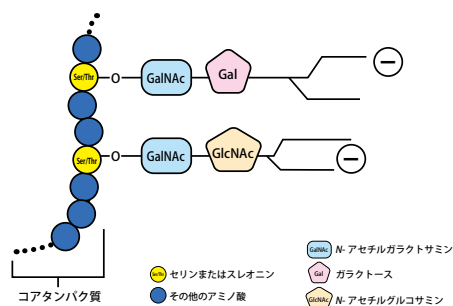 Ser/Thr
O
GalNAc
Gal
−
Ser/Thr
O
GalNAc
GlcNAc
−
コアタンパク質
Ser/Thr セリンまたはスレオニン
その他のアミノ酸
GalNAc N- アセチルガラクトサミン
Gal ガラクトース
GlcNAc N- アセチルグルコサミン